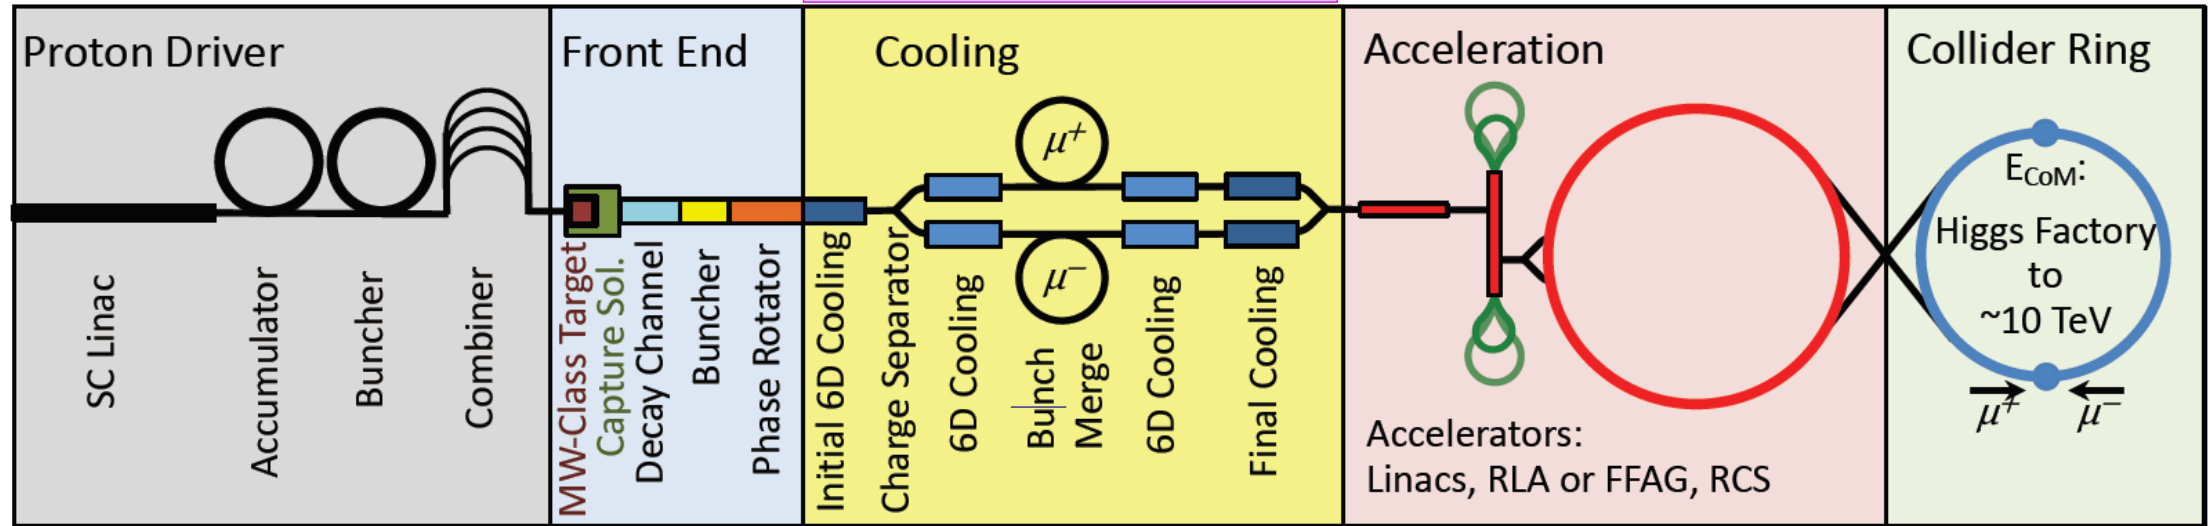 Proton Driver
SC Linac
Accumulator
Buncher
Combiner
Front End
MW-Class Target
Capture Sol.
Decay Channel
Buncher
Phase Rotator
Cooling
μ+
μ−
Initial 6D Cooling
Charge Separator
6D Cooling
Bunch
Merge
6D Cooling
Final Cooling
Acceleration
Accelerators:
Linacs, RLA or FFAG, RCS
Collider Ring
ECoM:
Higgs Factory
to
~10 TeV
μ+ μ−